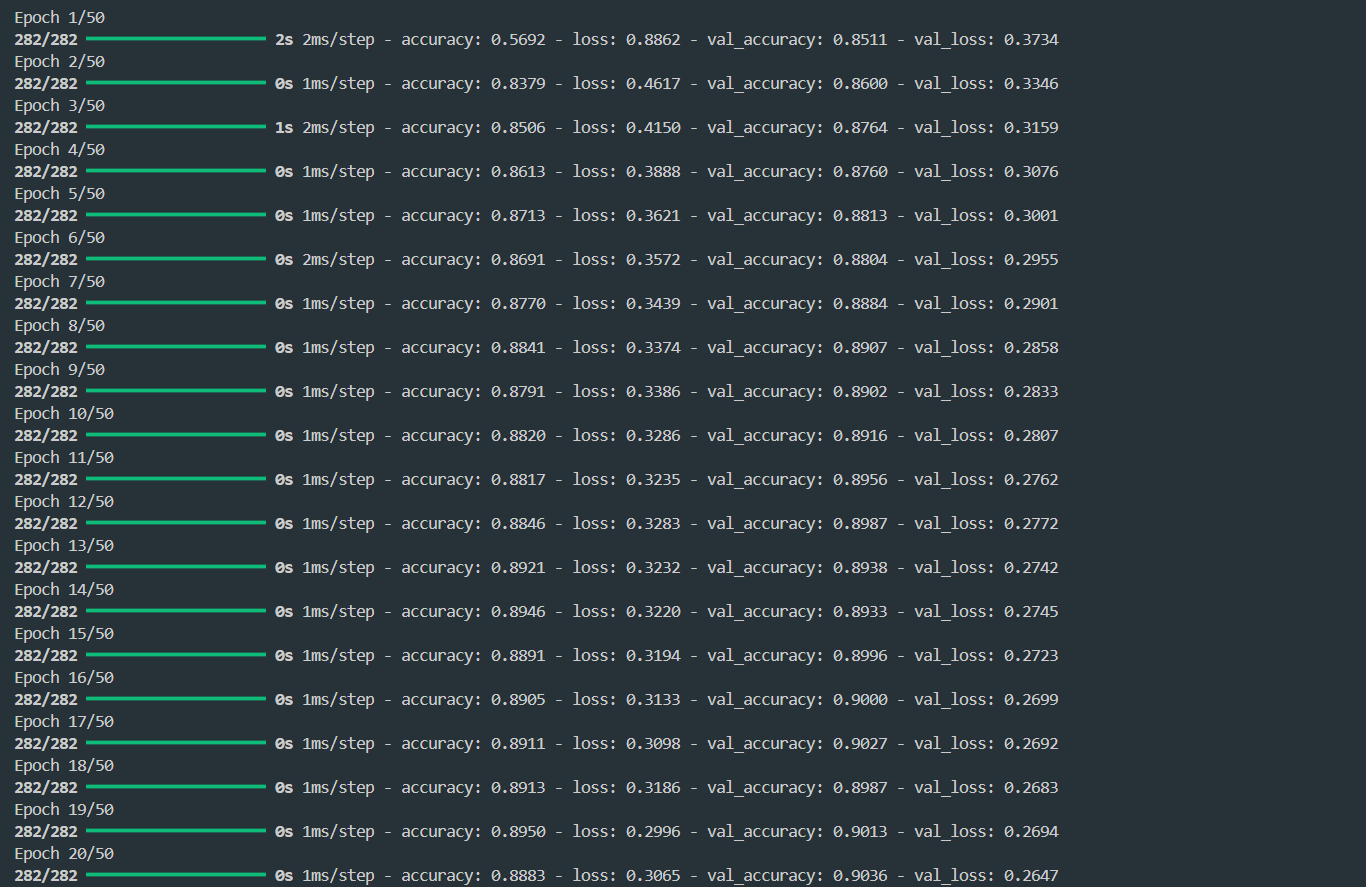 Epoch 1/50
282/282 2s 2ms/step - accuracy: 0.5692 - loss: 0.8862 - val_accuracy: 0.8511 - val_loss: 0.3734
Epoch 2/50
282/282 0s 1ms/step - accuracy: 0.8379 - loss: 0.4617 - val_accuracy: 0.8600 - val_loss: 0.3346
Epoch 3/50
282/282 1s 2ms/step - accuracy: 0.8506 - loss: 0.4150 - val_accuracy: 0.8764 - val_loss: 0.3159
Epoch 4/50
282/282 0s 1ms/step - accuracy: 0.8613 - loss: 0.3888 - val_accuracy: 0.8760 - val_loss: 0.3076
Epoch 5/50
282/282 0s 1ms/step - accuracy: 0.8713 - loss: 0.3621 - val_accuracy: 0.8813 - val_loss: 0.3001
Epoch 6/50
282/282 0s 2ms/step - accuracy: 0.8691 - loss: 0.3572 - val_accuracy: 0.8804 - val_loss: 0.2955
Epoch 7/50
282/282 0s 1ms/step - accuracy: 0.8770 - loss: 0.3439 - val_accuracy: 0.8884 - val_loss: 0.2901
Epoch 8/50
282/282 0s 1ms/step - accuracy: 0.8841 - loss: 0.3374 - val_accuracy: 0.8907 - val_loss: 0.2858
Epoch 9/50
282/282 0s 1ms/step - accuracy: 0.8791 - loss: 0.3386 - val_accuracy: 0.8902 - val_loss: 0.2833
Epoch 10/50
282/282 0s 1ms/step - accuracy: 0.8820 - loss: 0.3286 - val_accuracy: 0.8916 - val_loss: 0.2807
Epoch 11/50
282/282 0s 1ms/step - accuracy: 0.8817 - loss: 0.3235 - val_accuracy: 0.8956 - val_loss: 0.2762
Epoch 12/50
282/282 0s 1ms/step - accuracy: 0.8846 - loss: 0.3283 - val_accuracy: 0.8987 - val_loss: 0.2772
Epoch 13/50
282/282 0s 1ms/step - accuracy: 0.8921 - loss: 0.3232 - val_accuracy: 0.8938 - val_loss: 0.2742
Epoch 14/50
282/282 0s 1ms/step - accuracy: 0.8946 - loss: 0.3220 - val_accuracy: 0.8933 - val_loss: 0.2745
Epoch 15/50
282/282 0s 1ms/step - accuracy: 0.8891 - loss: 0.3194 - val_accuracy: 0.8996 - val_loss: 0.2723
Epoch 16/50
282/282 0s 1ms/step - accuracy: 0.8905 - loss: 0.3133 - val_accuracy: 0.9000 - val_loss: 0.2699
Epoch 17/50
282/282 0s 1ms/step - accuracy: 0.8911 - loss: 0.3098 - val_accuracy: 0.9027 - val_loss: 0.2692
Epoch 18/50
282/282 0s 1ms/step - accuracy: 0.8913 - loss: 0.3186 - val_accuracy: 0.8987 - val_loss: 0.2683
Epoch 19/50
282/282 0s 1ms/step - accuracy: 0.8950 - loss: 0.2996 - val_accuracy: 0.9013 - val_loss: 0.2694
Epoch 20/50
282/282 0s 1ms/step - accuracy: 0.8883 - loss: 0.3065 - val_accuracy: 0.9036 - val_loss: 0.2647